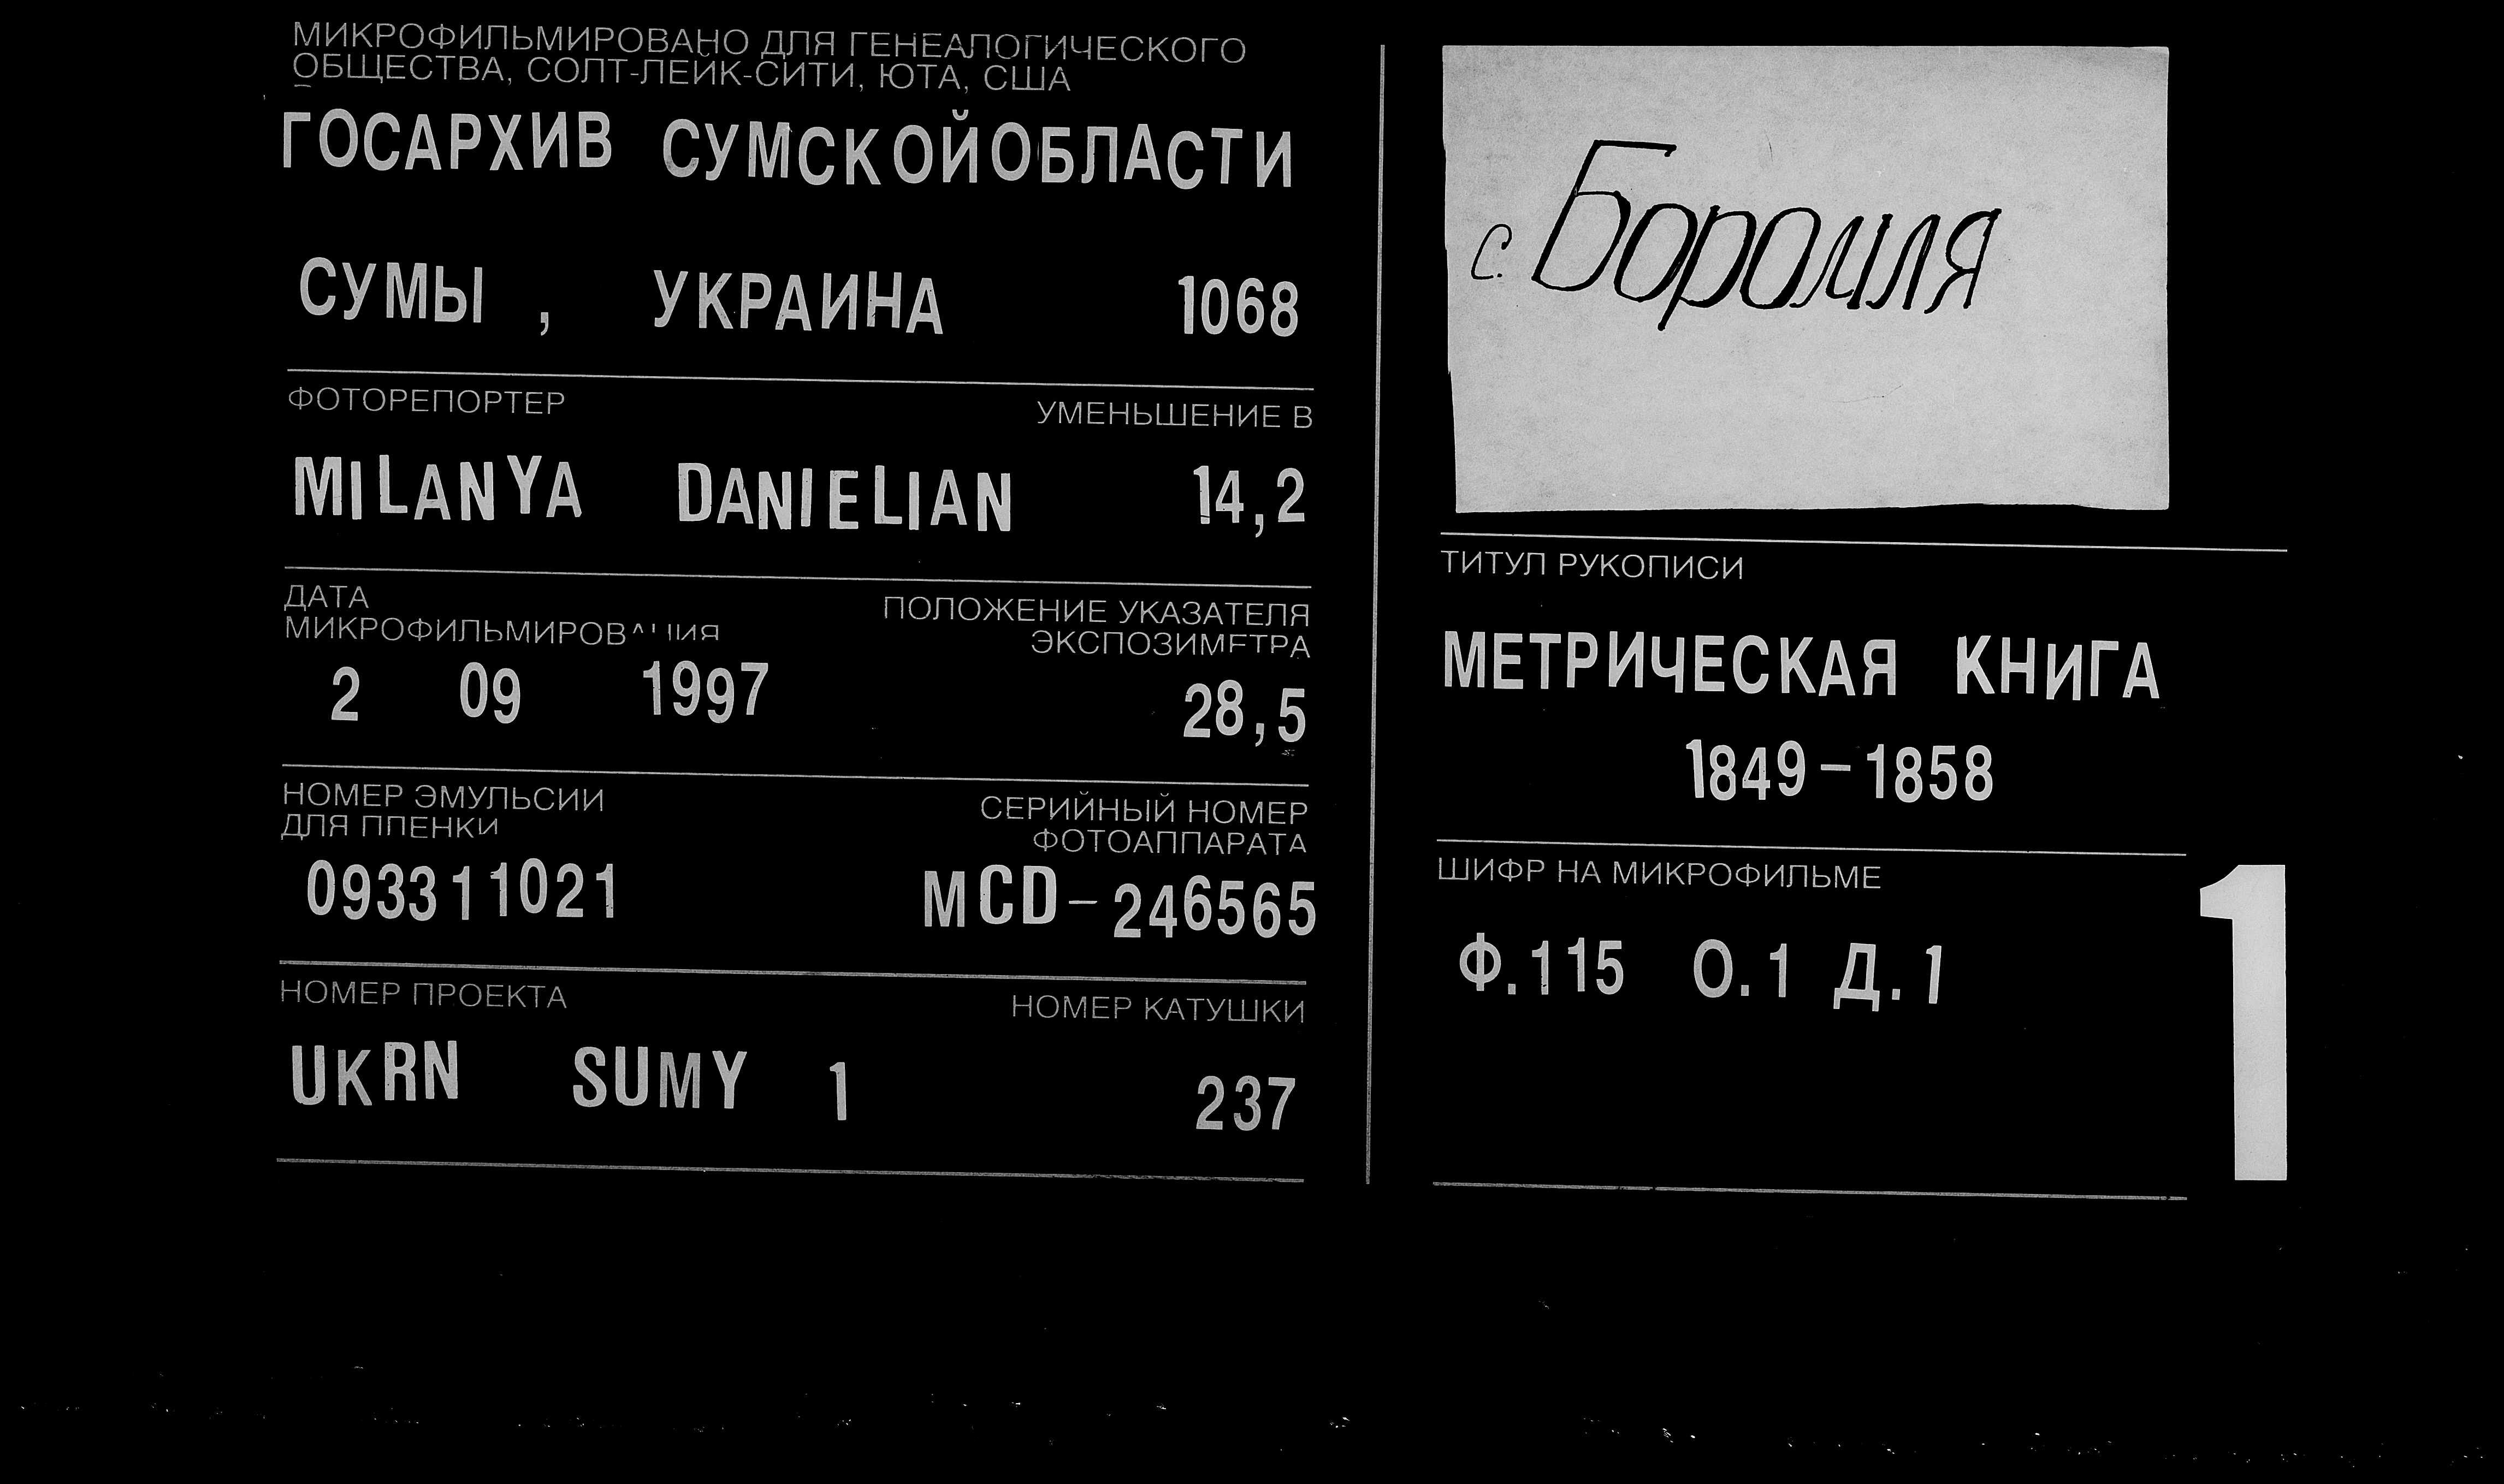 МИКРОФИЛЬМИРОВАНО ДЛЯ ГЕНЕАЛОГИЧЕСКОГО
ОБЩЕСТВА, СОЛТ-ЛЕЙК-СИТИ, ЮТА, США
ГОСАРХИВ СУМСКОЙ ОБЛАСТИ
СУМЫ , УКРАИНА 1068
ФОТОРЕПОРТЕР УМЕНЬШЕНИЕ В
MILANYA DANIELIAN 14,2
ДАТА ПОЛОЖЕНИЕ УКАЗАТЕЛЯ
МИКРОФИЛЬМИРОВАНИЯ ЭКСПОЗИМЕТРА
2 09 1997 28,5
НОМЕР ЭМУЛЬСИИ СЕРИЙНЫЙ НОМЕР
ДЛЯ ПЛЕНКИ ФОТОАППАРАТА
093311021 MCD-246565
НОМЕР ПРОЕКТА НОМЕР КАТУШКИ
UKRN SUMY 1 237
с. Боромля
ТИТУЛ РУКОПИСИ
МЕТРИЧЕСКАЯ КНИГА
1849-1858
ШИФР НА МИКРОФИЛЬМЕ
Ф.115 О.1 Д.1
1